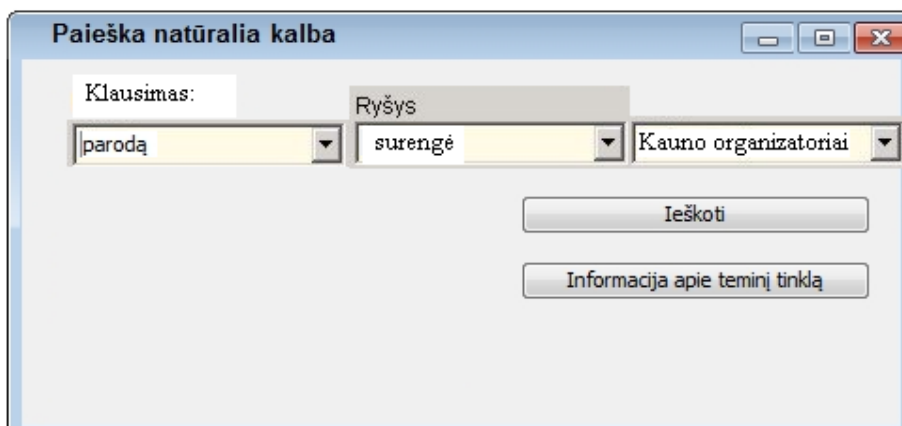 Paieška natūralia kalba
Klausimas:
Ryšys
parodą surengė Kauno organizatoriai
Ieškoti
Informacija apie teminį tinklą